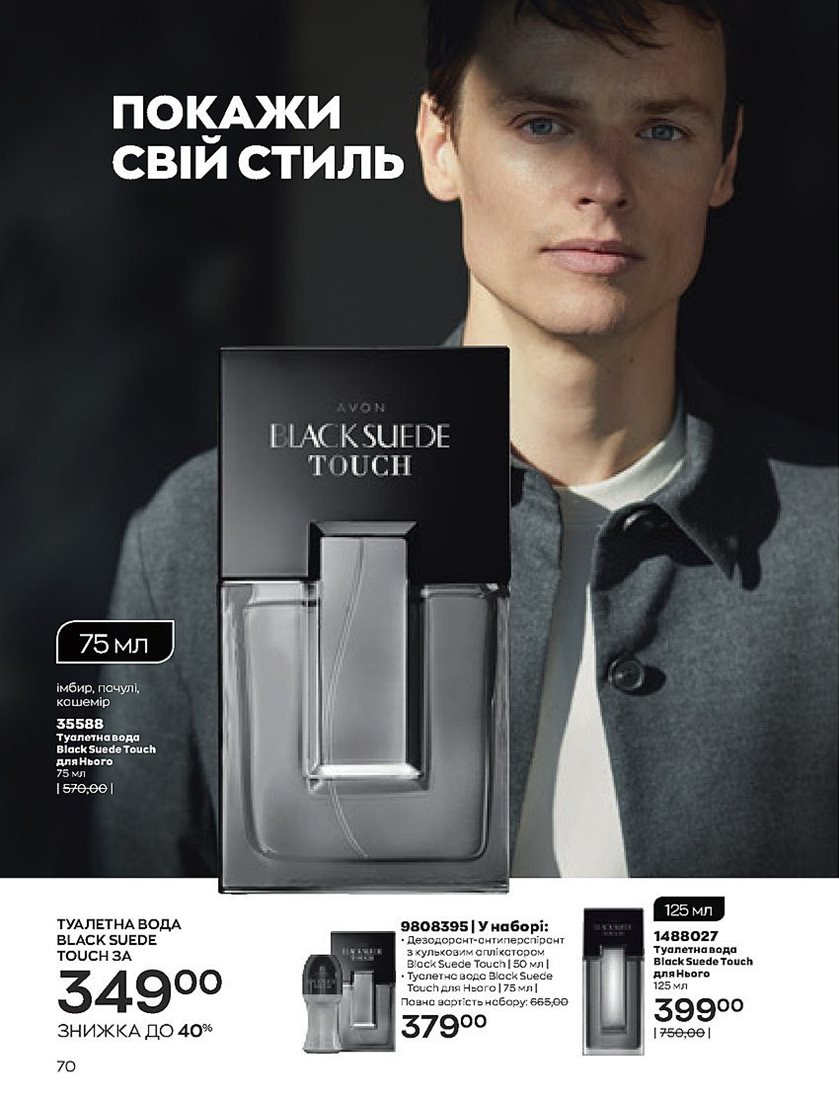 ПОКАЖИ
СВІЙ СТИЛЬ
AVON
BLACK SUEDE
TOUCH
75 мл
імбир, пачулі,
кашемір
35588
Туалетна вода
Black Suede Touch
для Нього
75 мл
| 570,00 |
ТУАЛЕТНА ВОДА
BLACK SUEDE
TOUCH ЗА
349⁰⁰
ЗНИЖКА ДО 40%
9808395 | У наборі:
• Дезодорант-антиперспірант
з кульковим аплікатором
Black Suede Touch | 50 мл |
• Туалетна вода Black Suede
Touch для Нього | 75 мл |
Повна вартість набору: 665,00
379⁰⁰
125 мл
1488027
Туалетна вода
Black Suede Touch
для Нього
125 мл
399⁰⁰
| 750,00 |
70